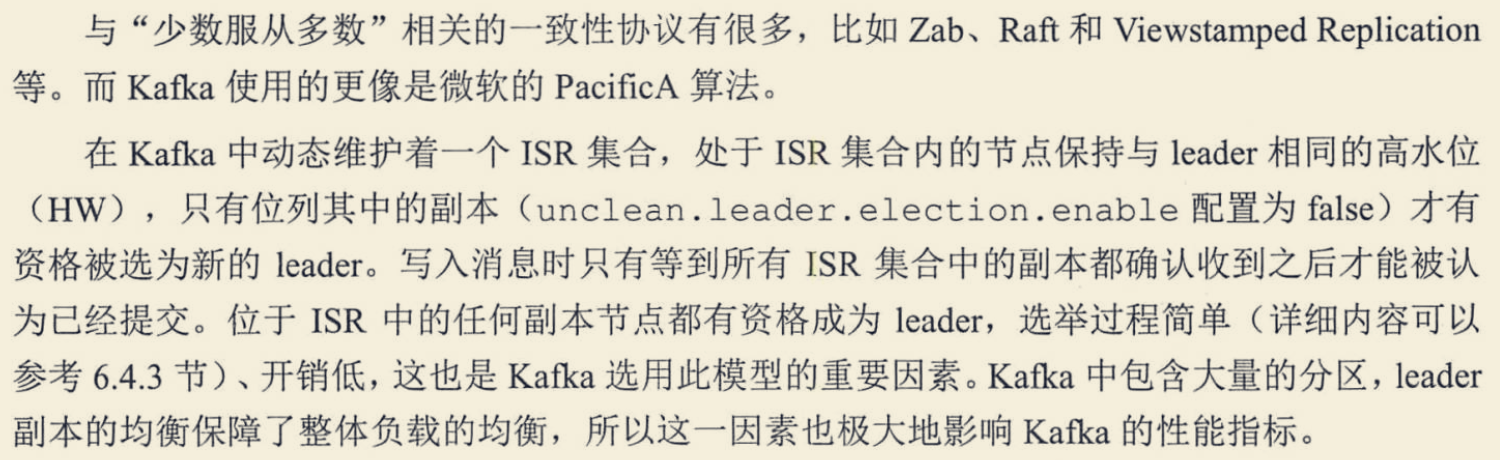 与“少数服从多数”相关的一致性协议有很多，比如 Zab、Raft 和 Viewstamped Replication
等。而 Kafka 使用的更像是微软的 PacificA 算法。
在 Kafka 中动态维护着一个 ISR 集合，处于 ISR 集合内的节点保持与 leader 相同的高水位
（HW），只有位列其中的副本（unclean.leader.election.enable 配置为 false）才有
资格被选为新的 leader。写入消息时只有等到所有 ISR 集合中的副本都确认收到之后才能被认
为已经提交。位于 ISR 中的任何副本节点都有资格成为 leader，选举过程简单（详细内容可以
参考 6.4.3 节）、开销低，这也是 Kafka 选用此模型的重要因素。Kafka 中包含大量的分区，leader
副本的均衡保障了整体负载的均衡，所以这一因素也极大地影响 Kafka 的性能指标。